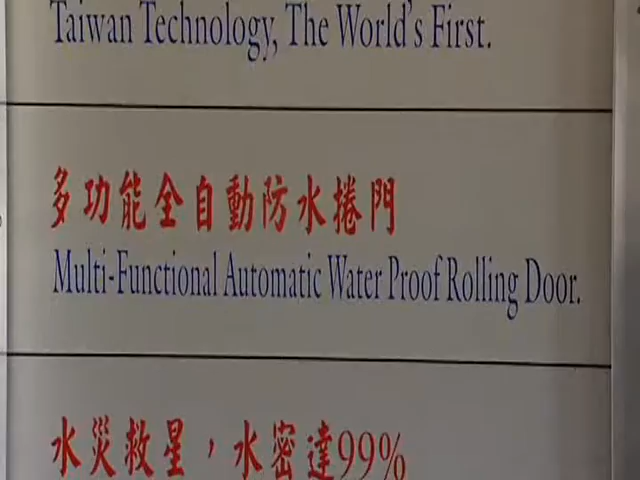 Taiwan Technology, The World's First.
多功能全自動防水捲門
Multi-Functional Automatic Water Proof Rolling Door.
水災救星，水密達99%